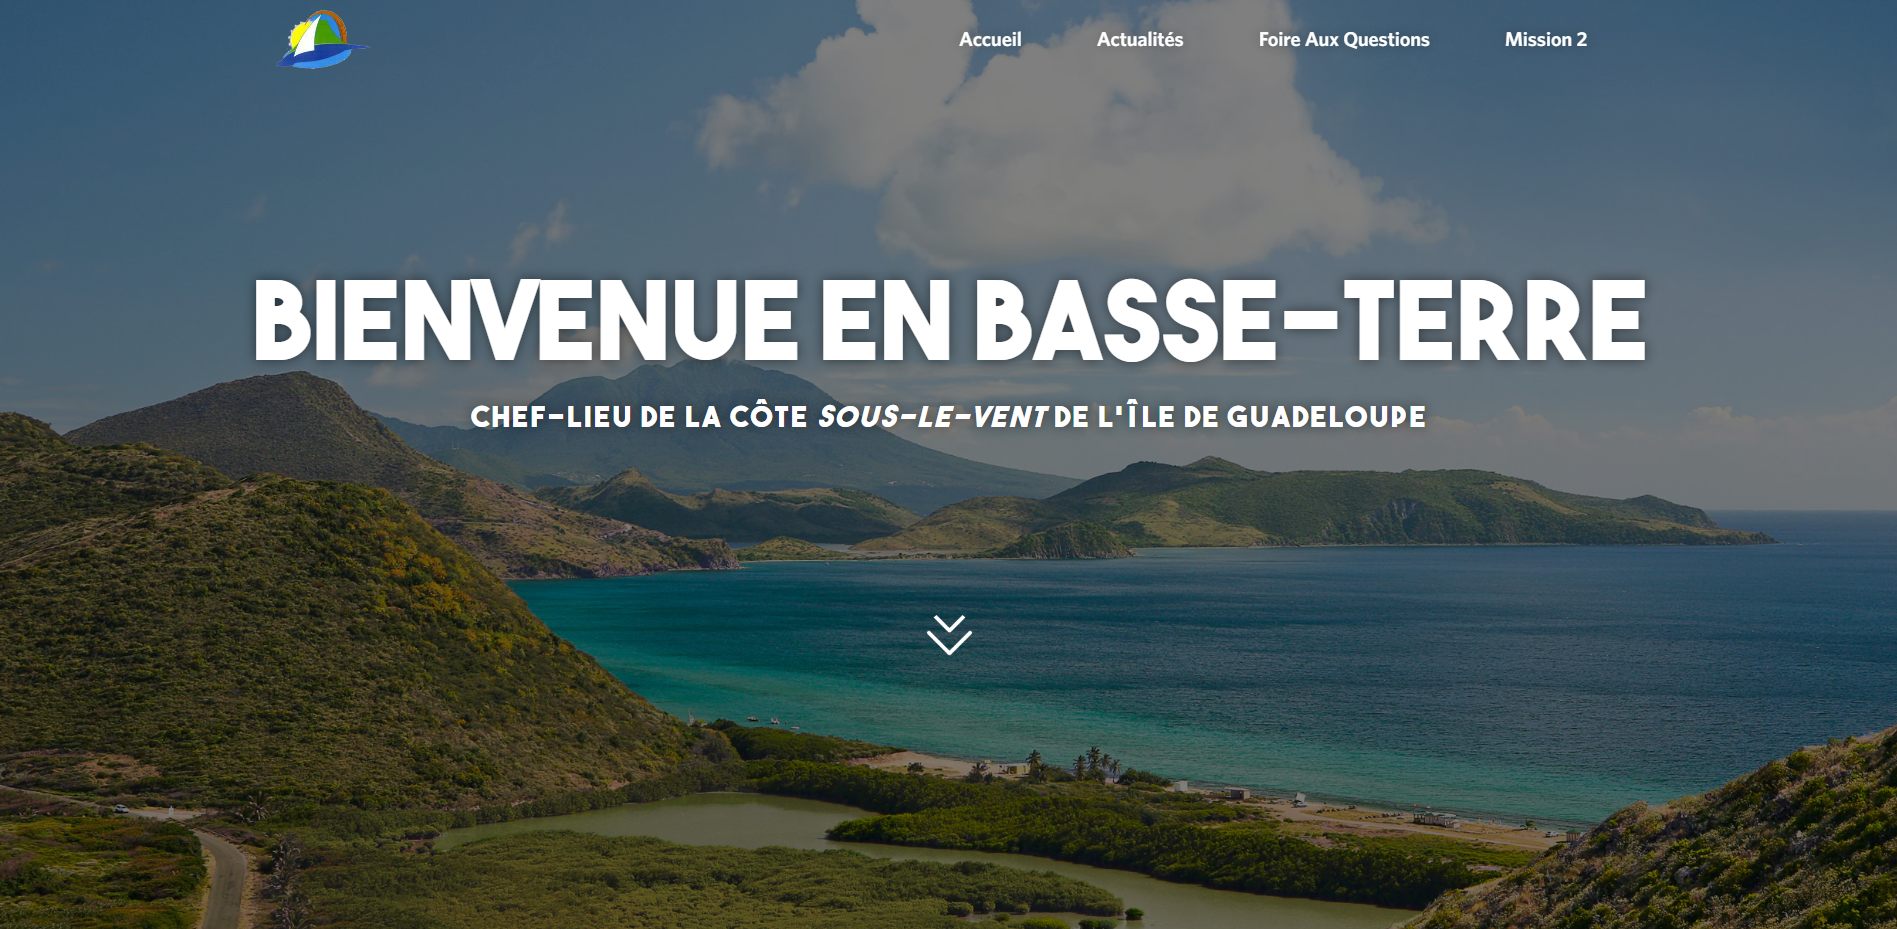 Accueil Actualités Foire Aux Questions Mission 2
BIENVENUE EN BASSE-TERRE
CHEF-LIEU DE LA CÔTE SOUS-LE-VENT DE L'ÎLE DE GUADELOUPE